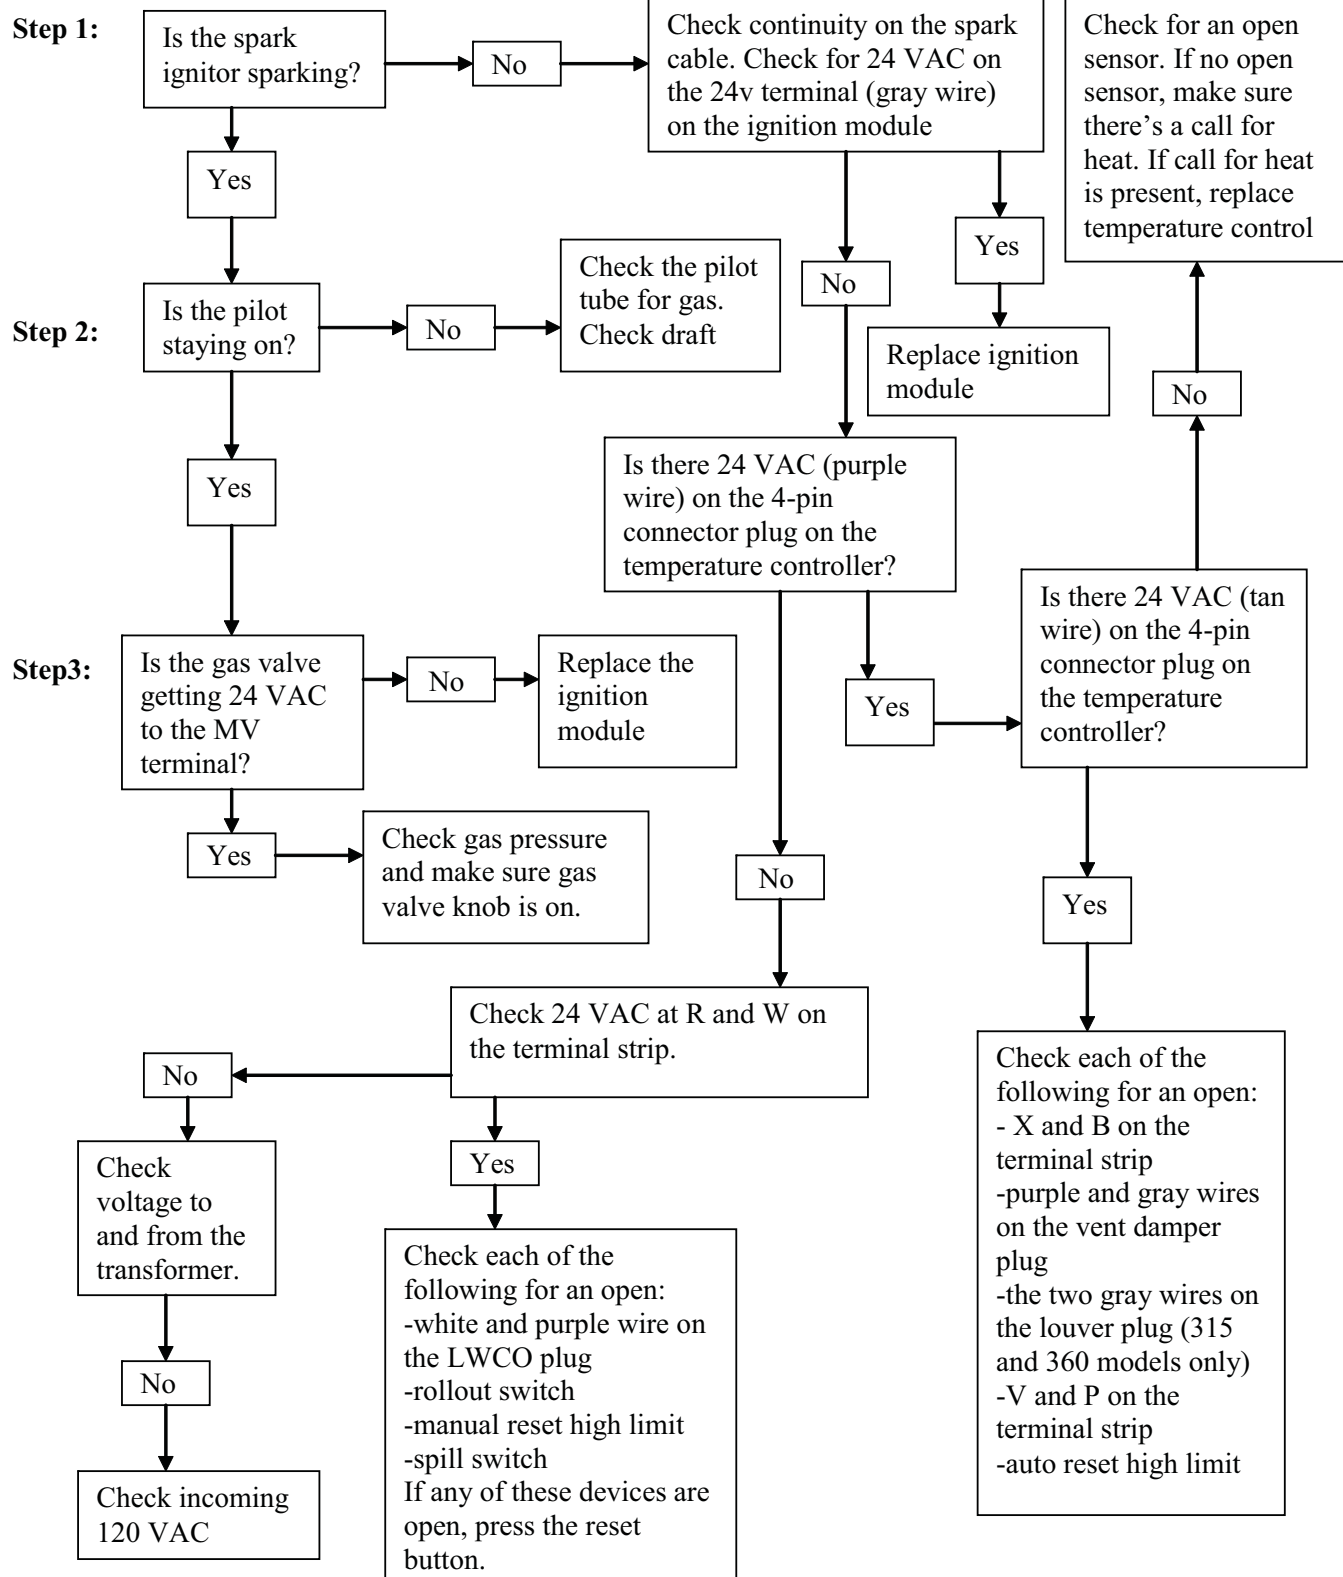 Step 1:
Is the spark
ignitor sparking?
No
Check continuity on the spark
cable. Check for 24 VAC on
the 24v terminal (gray wire)
on the ignition module
Check for an open
sensor. If no open
sensor, make sure
there’s a call for
heat. If call for heat
is present, replace
temperature control
Yes
No
Yes
Replace ignition
module
Step 2:
Is the pilot
staying on?
No
Check the pilot
tube for gas.
Check draft
No
Yes
Is there 24 VAC (purple
wire) on the 4-pin
connector plug on the
temperature controller?
Is there 24 VAC (tan
wire) on the 4-pin
connector plug on
the temperature
controller?
Step3:
Is the gas valve
getting 24 VAC
to the MV
terminal?
No
Replace the
ignition
module
Yes
Yes
Check gas pressure
and make sure gas
valve knob is on.
No
Yes
Check 24 VAC at R and W on
the terminal strip.
No
Yes
Check
voltage to
and from the
transformer.
No
Check incoming
120 VAC
Check each of the
following for an open:
-white and purple wire on
the LWCO plug
-rollout switch
-manual reset high limit
-spill switch
If any of these devices are
open, press the reset
button.
Check each of the
following for an open:
- X and B on the
terminal strip
-purple and gray wires
on the vent damper
plug
-the two gray wires on
the louver plug (315
and 360 models only)
-V and P on the
terminal strip
-auto reset high limit